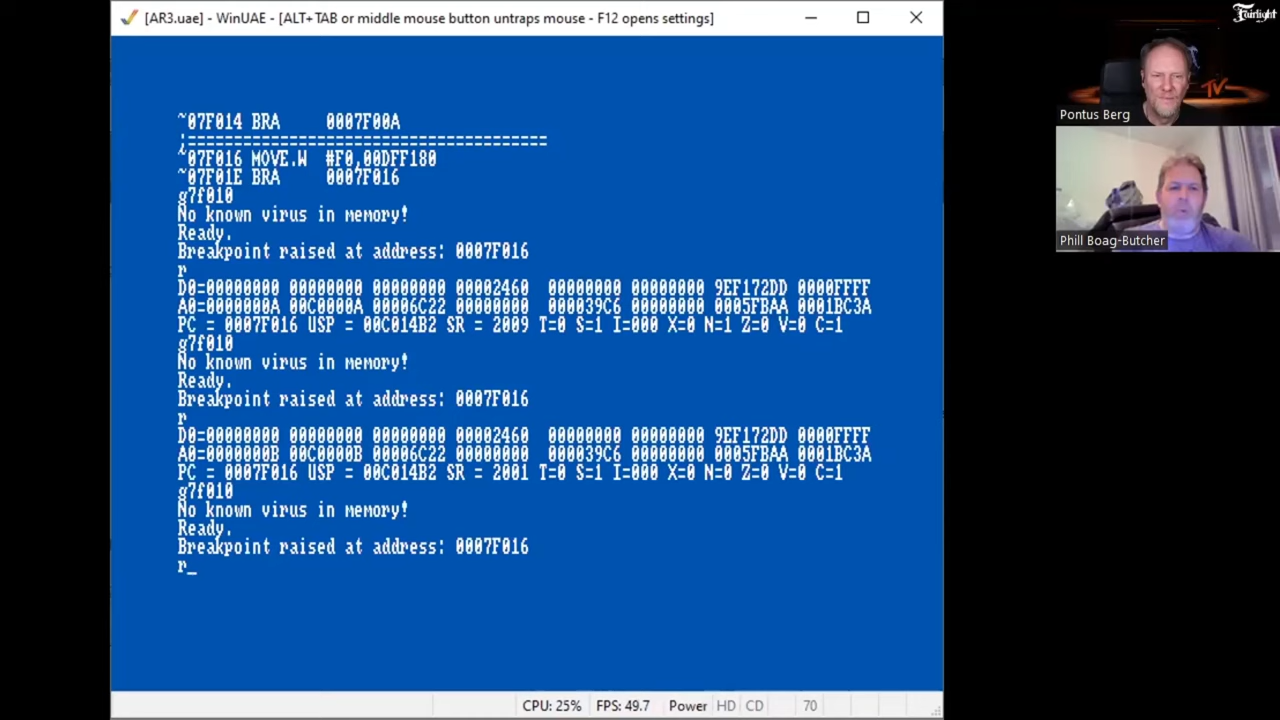 [AR3.uae] - WinUAE - [ALT+TAB or middle mouse button untraps mouse - F12 opens settings]
Fairlight
~07F014 BRA     0007F00A
;=======================================
~07F016 MOVE.W  #F0,00DFF180
~07F01E BRA     0007F016
g7f010
No known virus in memory!
Ready.
Breakpoint raised at address: 0007F016
r
D0=00000000 00000000 00000000 00002460  00000000 00000000 9EF172DD 0000FFFF
A0=0000000A 00C0000A 00006C22 00000000  000039C6 00000000 0005FBAA 0001BC3A
PC = 0007F016 USP = 00C014B2 SR = 2009 T=0 S=1 I=000 X=0 N=1 Z=0 V=0 C=1
g7f010
No known virus in memory!
Ready.
Breakpoint raised at address: 0007F016
r
D0=00000000 00000000 00000000 00002460  00000000 00000000 9EF172DD 0000FFFF
A0=0000000B 00C0000B 00006C22 00000000  000039C6 00000000 0005FBAA 0001BC3A
PC = 0007F016 USP = 00C014B2 SR = 2001 T=0 S=1 I=000 X=0 N=0 Z=0 V=0 C=1
g7f010
No known virus in memory!
Ready.
Breakpoint raised at address: 0007F016
r_
CPU: 25% FPS: 49.7 Power HD CD 70
TV
Pontus Berg
Phill Boag-Butcher